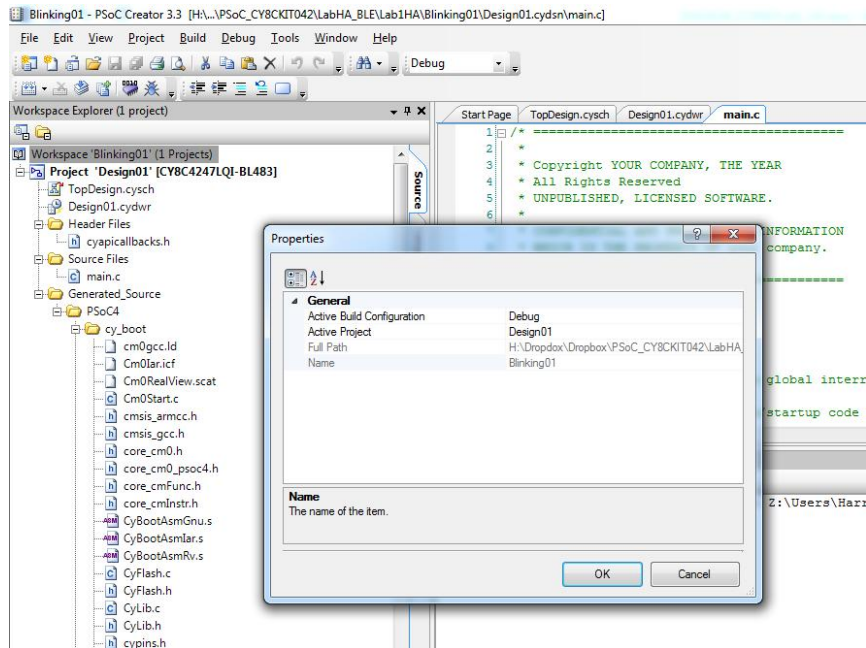 Blinking01 - PSoC Creator 3.3 [H:\...\PSoC_CY8CKIT042\LabHA_BLE\Lab1HA\Blinking01\Design01.cydsn\main.c]
File Edit View Project Build Debug Tools Window Help
Debug
Workspace Explorer (1 project)
Start Page TopDesign.cysch Design01.cydwr main.c
Workspace 'Blinking01' (1 Projects)
Project 'Design01' [CY8C4247LQI-BL483]
TopDesign.cysch
Design01.cydwr
Header Files
cyapicallbacks.h
Source Files
main.c
Generated_Source
PSoC4
cy_boot
cm0gcc.ld
Cm0Iar.icf
Cm0RealView.scat
Cm0Start.c
cmsis_armcc.h
cmsis_gcc.h
core_cm0.h
core_cm0_psoc4.h
core_cmFunc.h
core_cmInstr.h
CyBootAsmGnu.s
CyBootAsmIar.s
CyBootAsmRv.s
CyFlash.c
CyFlash.h
CyLib.c
CyLib.h
cypins.h
Source
1 /* ========================================
2 *
3 * Copyright YOUR COMPANY, THE YEAR
4 * All Rights Reserved
5 * UNPUBLISHED, LICENSED SOFTWARE.
6 *
INFORMATION
company.
global interr
startup code
Z:\Users\Harr
Properties
General
Active Build Configuration Debug
Active Project Design01
Full Path H:\Dropdox\Dropbox\PSoC_CY8CKIT042\LabHA_
Name Blinking01
Name
The name of the item.
OK Cancel